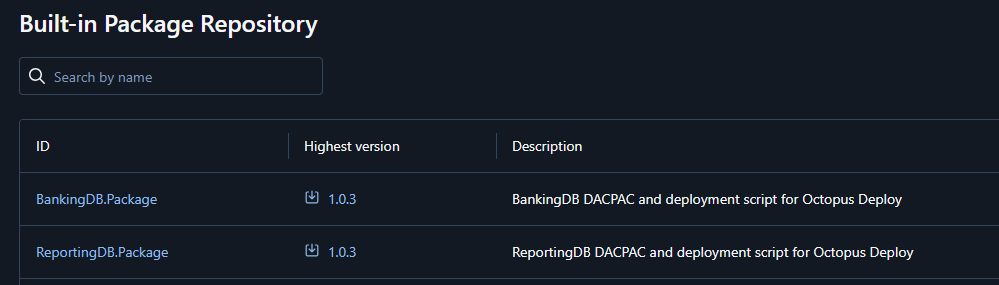 Built-in Package Repository
Search by name
ID Highest version Description
BankingDB.Package 1.0.3 BankingDB DACPAC and deployment script for Octopus Deploy
ReportingDB.Package 1.0.3 ReportingDB DACPAC and deployment script for Octopus Deploy